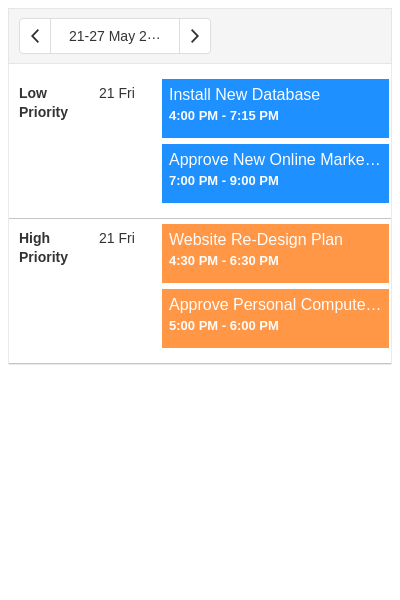 21-27 May 2···
Low
Priority
21 Fri
Install New Database
4:00 PM - 7:15 PM
Approve New Online Marke…
7:00 PM - 9:00 PM
High
Priority
21 Fri
Website Re-Design Plan
4:30 PM - 6:30 PM
Approve Personal Compute…
5:00 PM - 6:00 PM